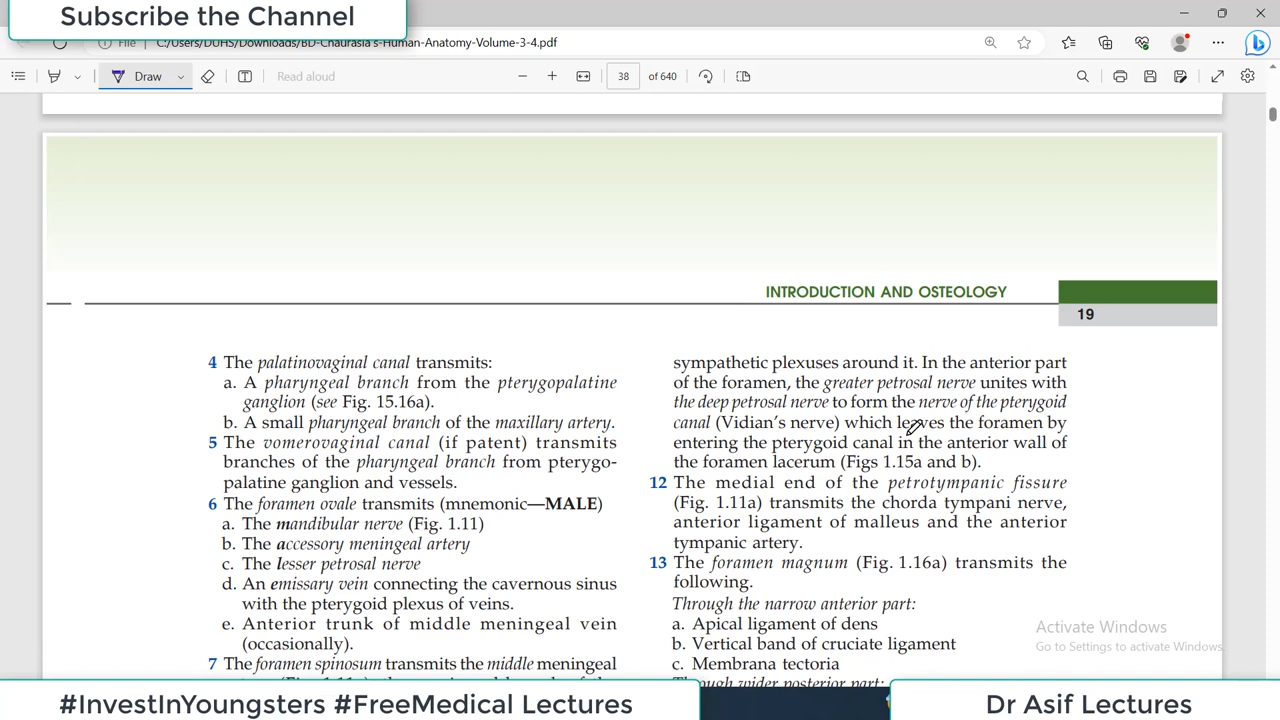 Subscribe the Channel
File
C:/Users/DUHS/Downloads/BD-Chaurasia's-Human-Anatomy-Volume-3-4.pdf
Draw
Read aloud
38
of 640
INTRODUCTION AND OSTEOLOGY
19
4 The palatinovaginal canal transmits:
a. A pharyngeal branch from the pterygopalatine
ganglion (see Fig. 15.16a).
b. A small pharyngeal branch of the maxillary artery.
5 The vomerovaginal canal (if patent) transmits
branches of the pharyngeal branch from pterygo-
palatine ganglion and vessels.
6 The foramen ovale transmits (mnemonic—MALE)
a. The mandibular nerve (Fig. 1.11)
b. The accessory meningeal artery
c. The lesser petrosal nerve
d. An emissary vein connecting the cavernous sinus
with the pterygoid plexus of veins.
e. Anterior trunk of middle meningeal vein
(occasionally).
7 The foramen spinosum transmits the middle meningeal
sympathetic plexuses around it. In the anterior part
of the foramen, the greater petrosal nerve unites with
the deep petrosal nerve to form the nerve of the pterygoid
canal (Vidian's nerve) which leaves the foramen by
entering the pterygoid canal in the anterior wall of
the foramen lacerum (Figs 1.15a and b).
12 The medial end of the petrotympanic fissure
(Fig. 1.11a) transmits the chorda tympani nerve,
anterior ligament of malleus and the anterior
tympanic artery.
13 The foramen magnum (Fig. 1.16a) transmits the
following.
Through the narrow anterior part:
a. Apical ligament of dens
b. Vertical band of cruciate ligament
c. Membrana tectoria
Through wider posterior part:
Activate Windows
Go to Settings to activate Windows.
#InvestInYoungsters #FreeMedical Lectures
Dr Asif Lectures